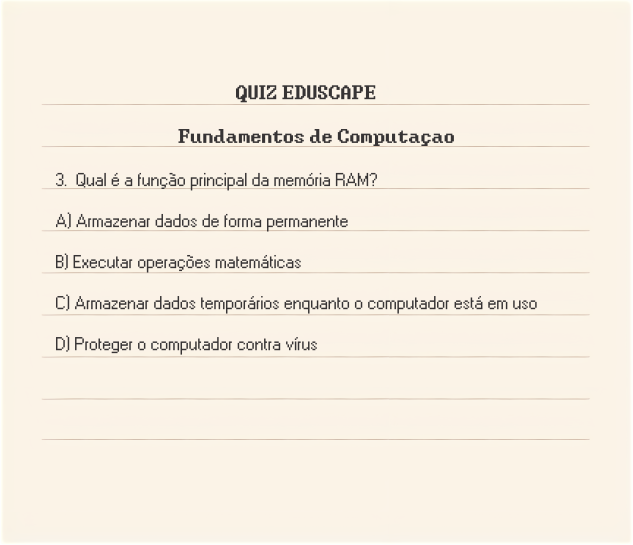 QUIZ EDUSCAPE
Fundamentos de Computaçao
3. Qual é a função principal da memória RAM?
A) Armazenar dados de forma permanente
B) Executar operações matemáticas
C) Armazenar dados temporários enquanto o computador está em uso
D) Proteger o computador contra vírus